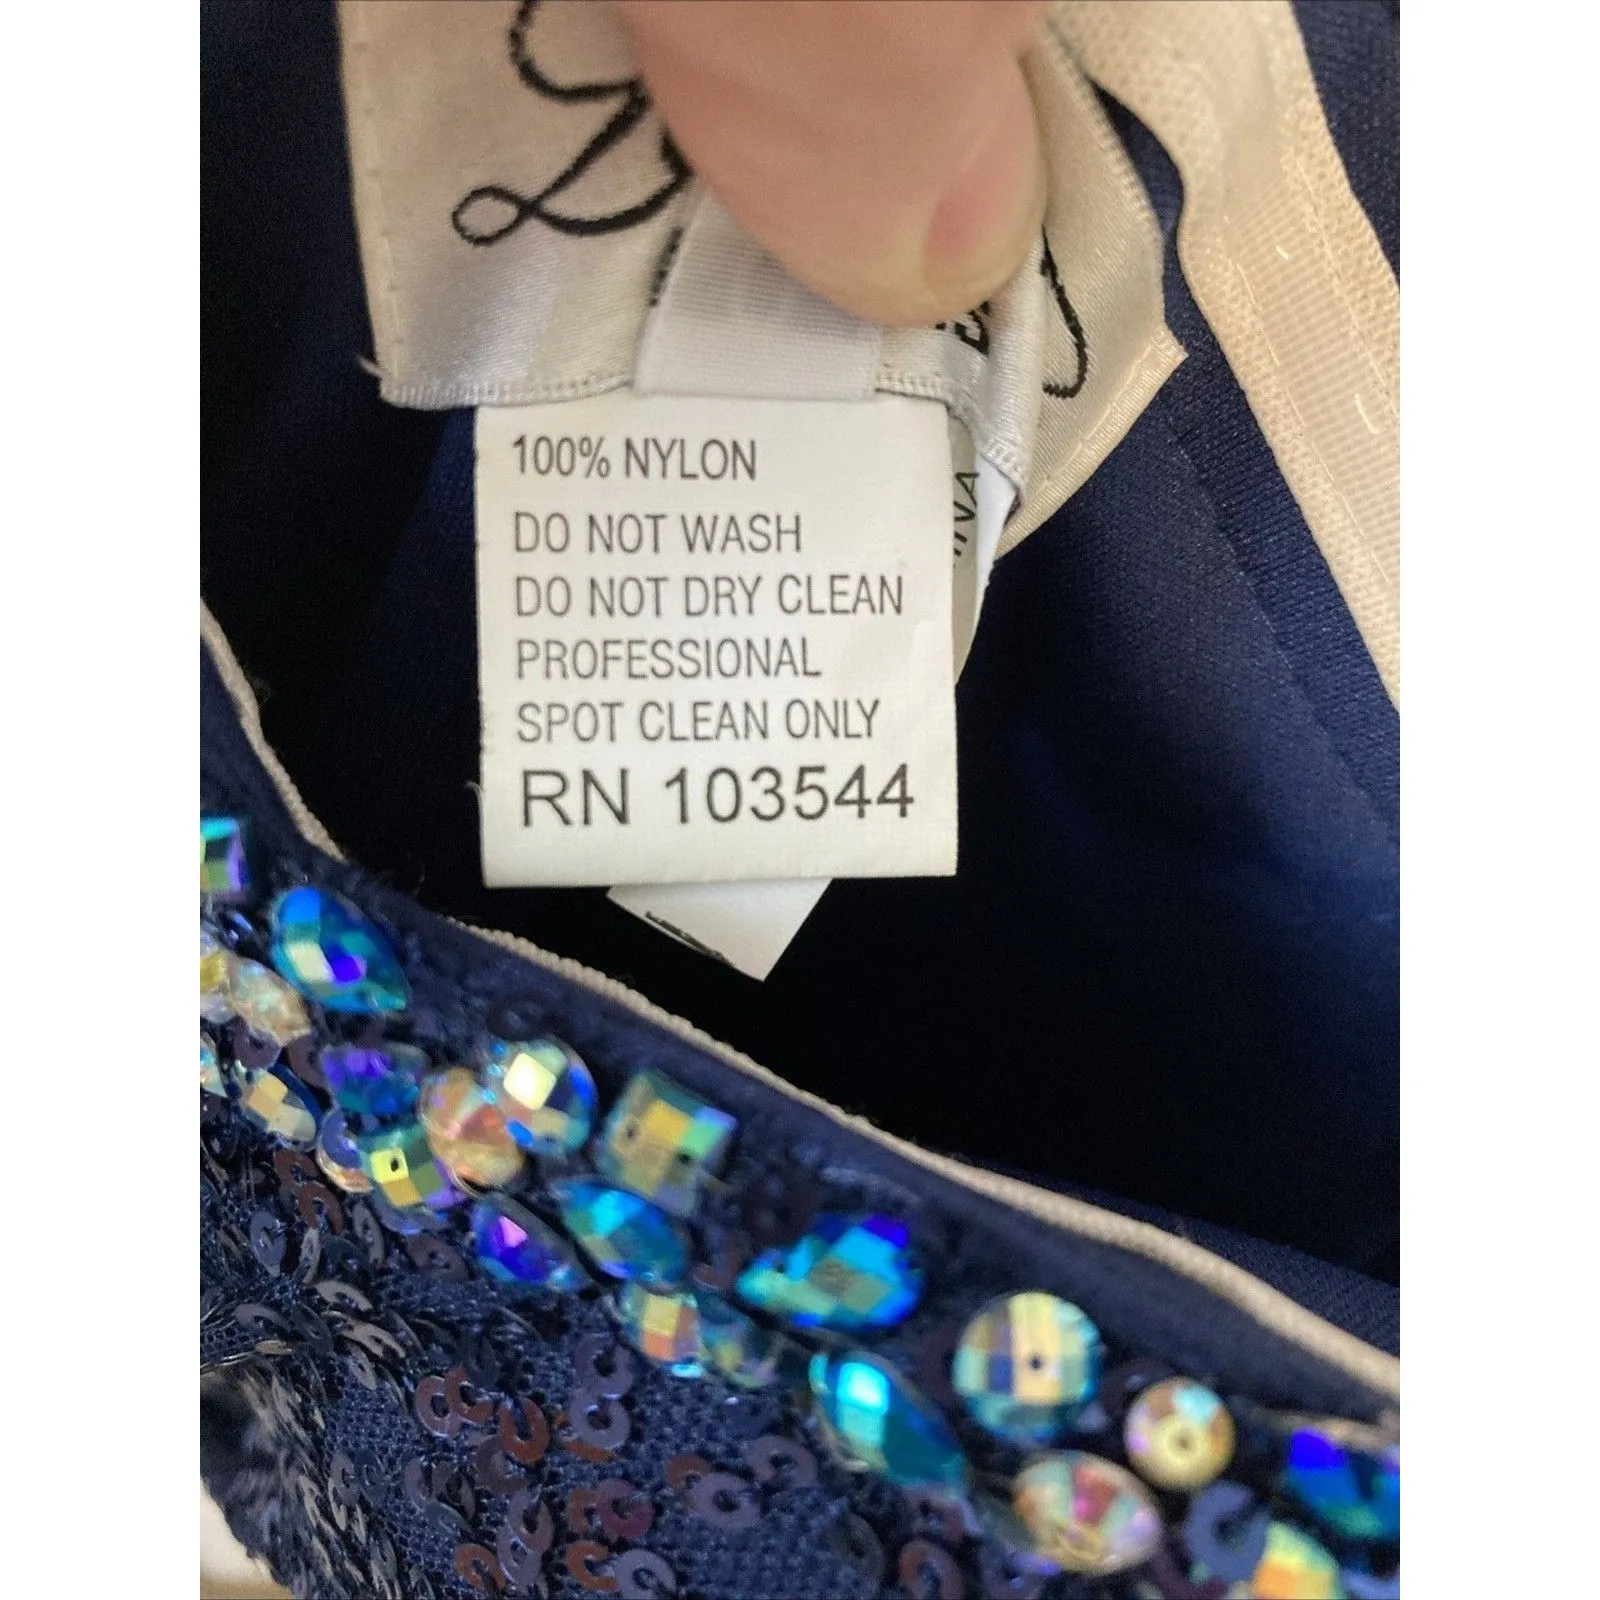 100% NYLON
DO NOT WASH
DO NOT DRY CLEAN
PROFESSIONAL
SPOT CLEAN ONLY
RN 103544